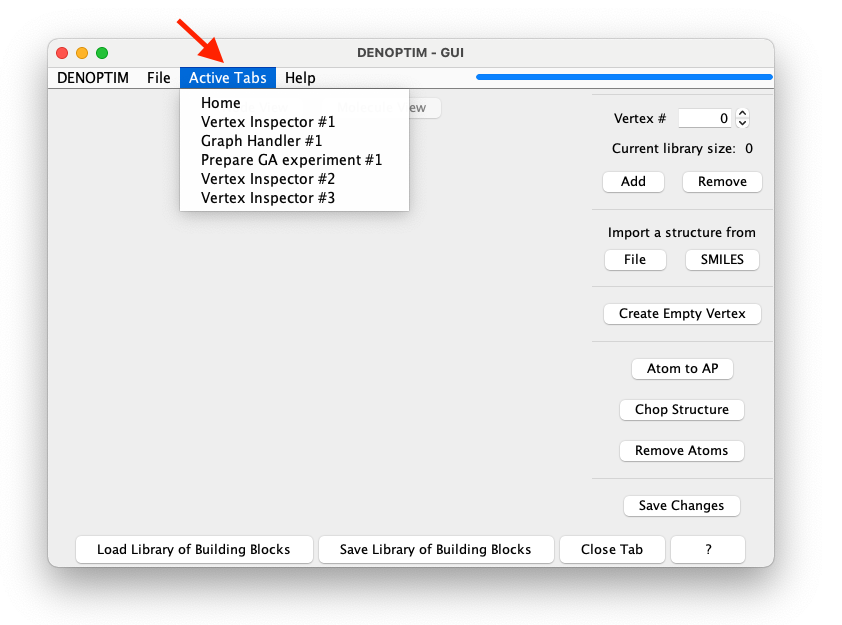 DENOPTIM - GUI
DENOPTIM File Active Tabs Help
Home
Vertex Inspector #1
Graph Handler #1
Prepare GA experiment #1
Vertex Inspector #2
Vertex Inspector #3
Vertex # 0
Current library size: 0
Add Remove
Import a structure from
File SMILES
Create Empty Vertex
Atom to AP
Chop Structure
Remove Atoms
Save Changes
Load Library of Building Blocks Save Library of Building Blocks Close Tab ?